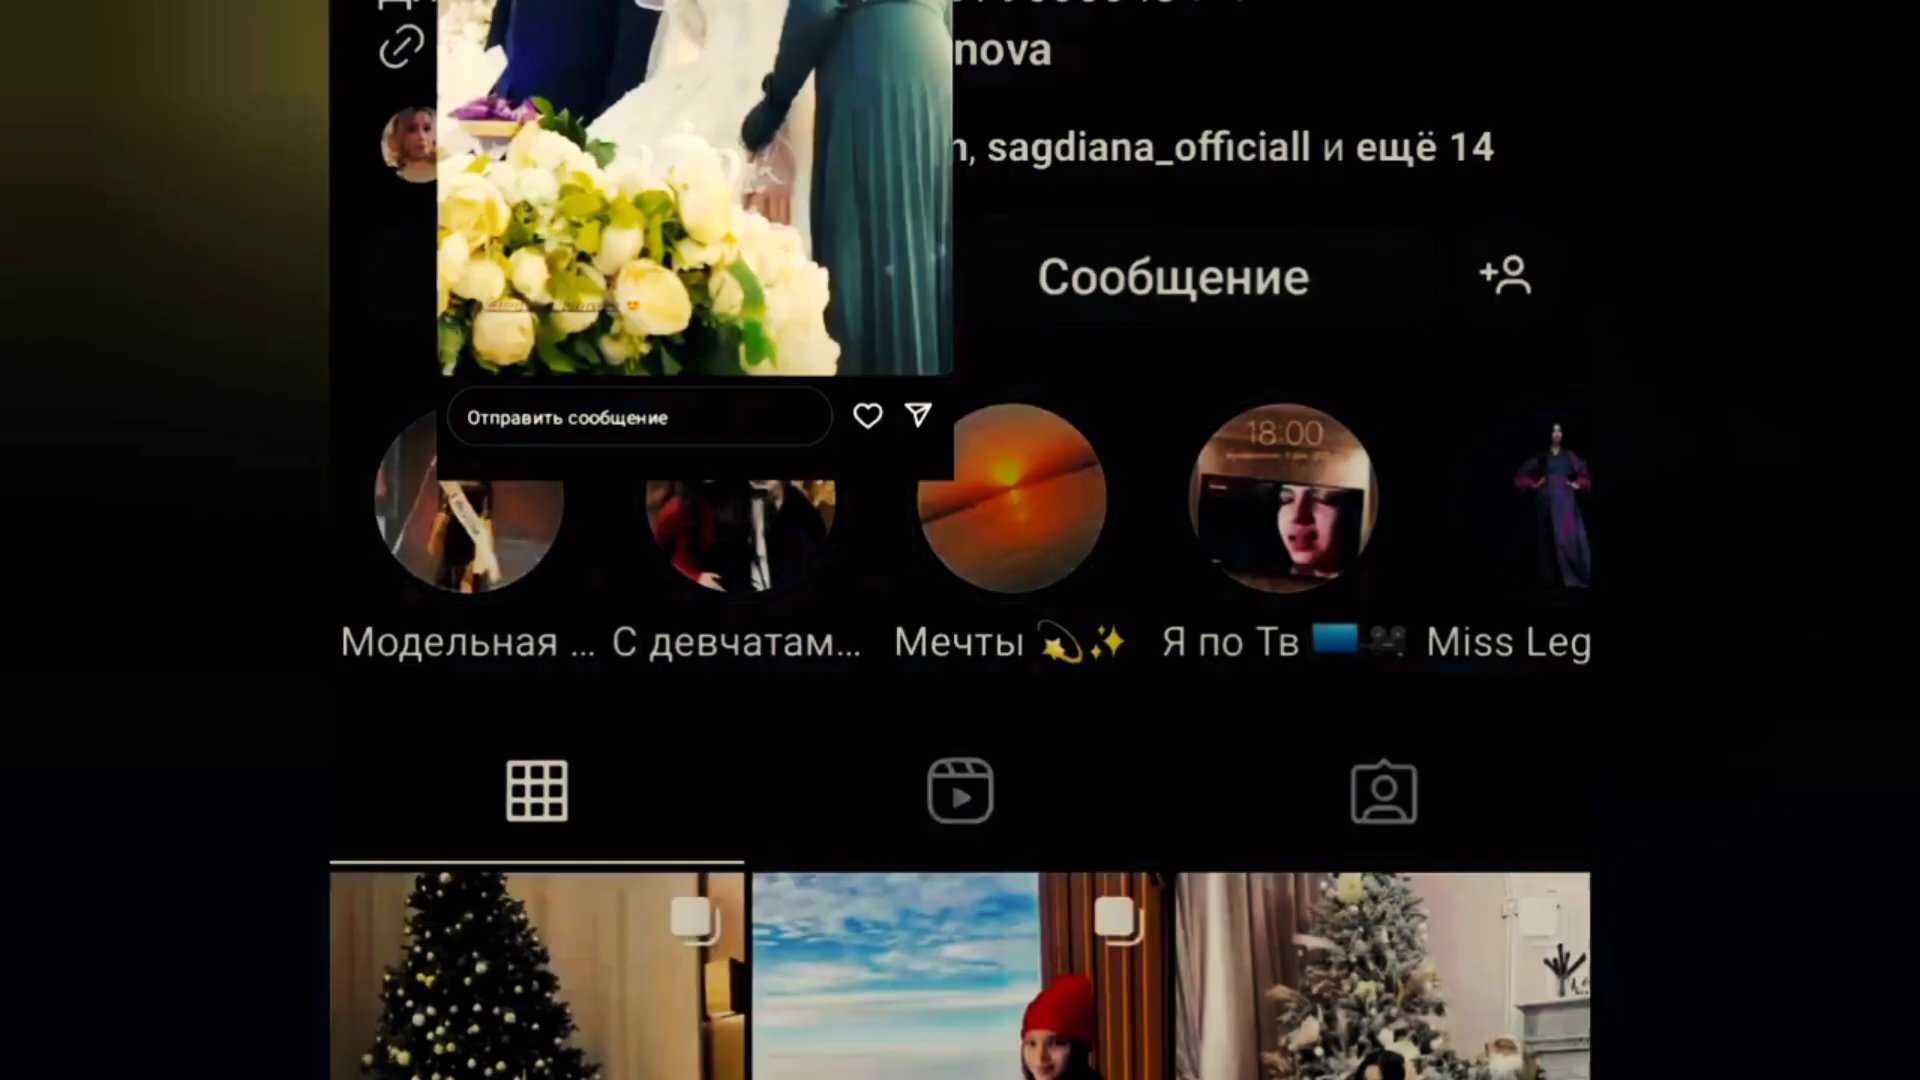 nova
sagdiana_officiall и ещё 14
Сообщение
Отправить сообщение
18:00
Модельная ...
С девчатам...
Мечты 💫✨
Я по Тв
Miss Leg